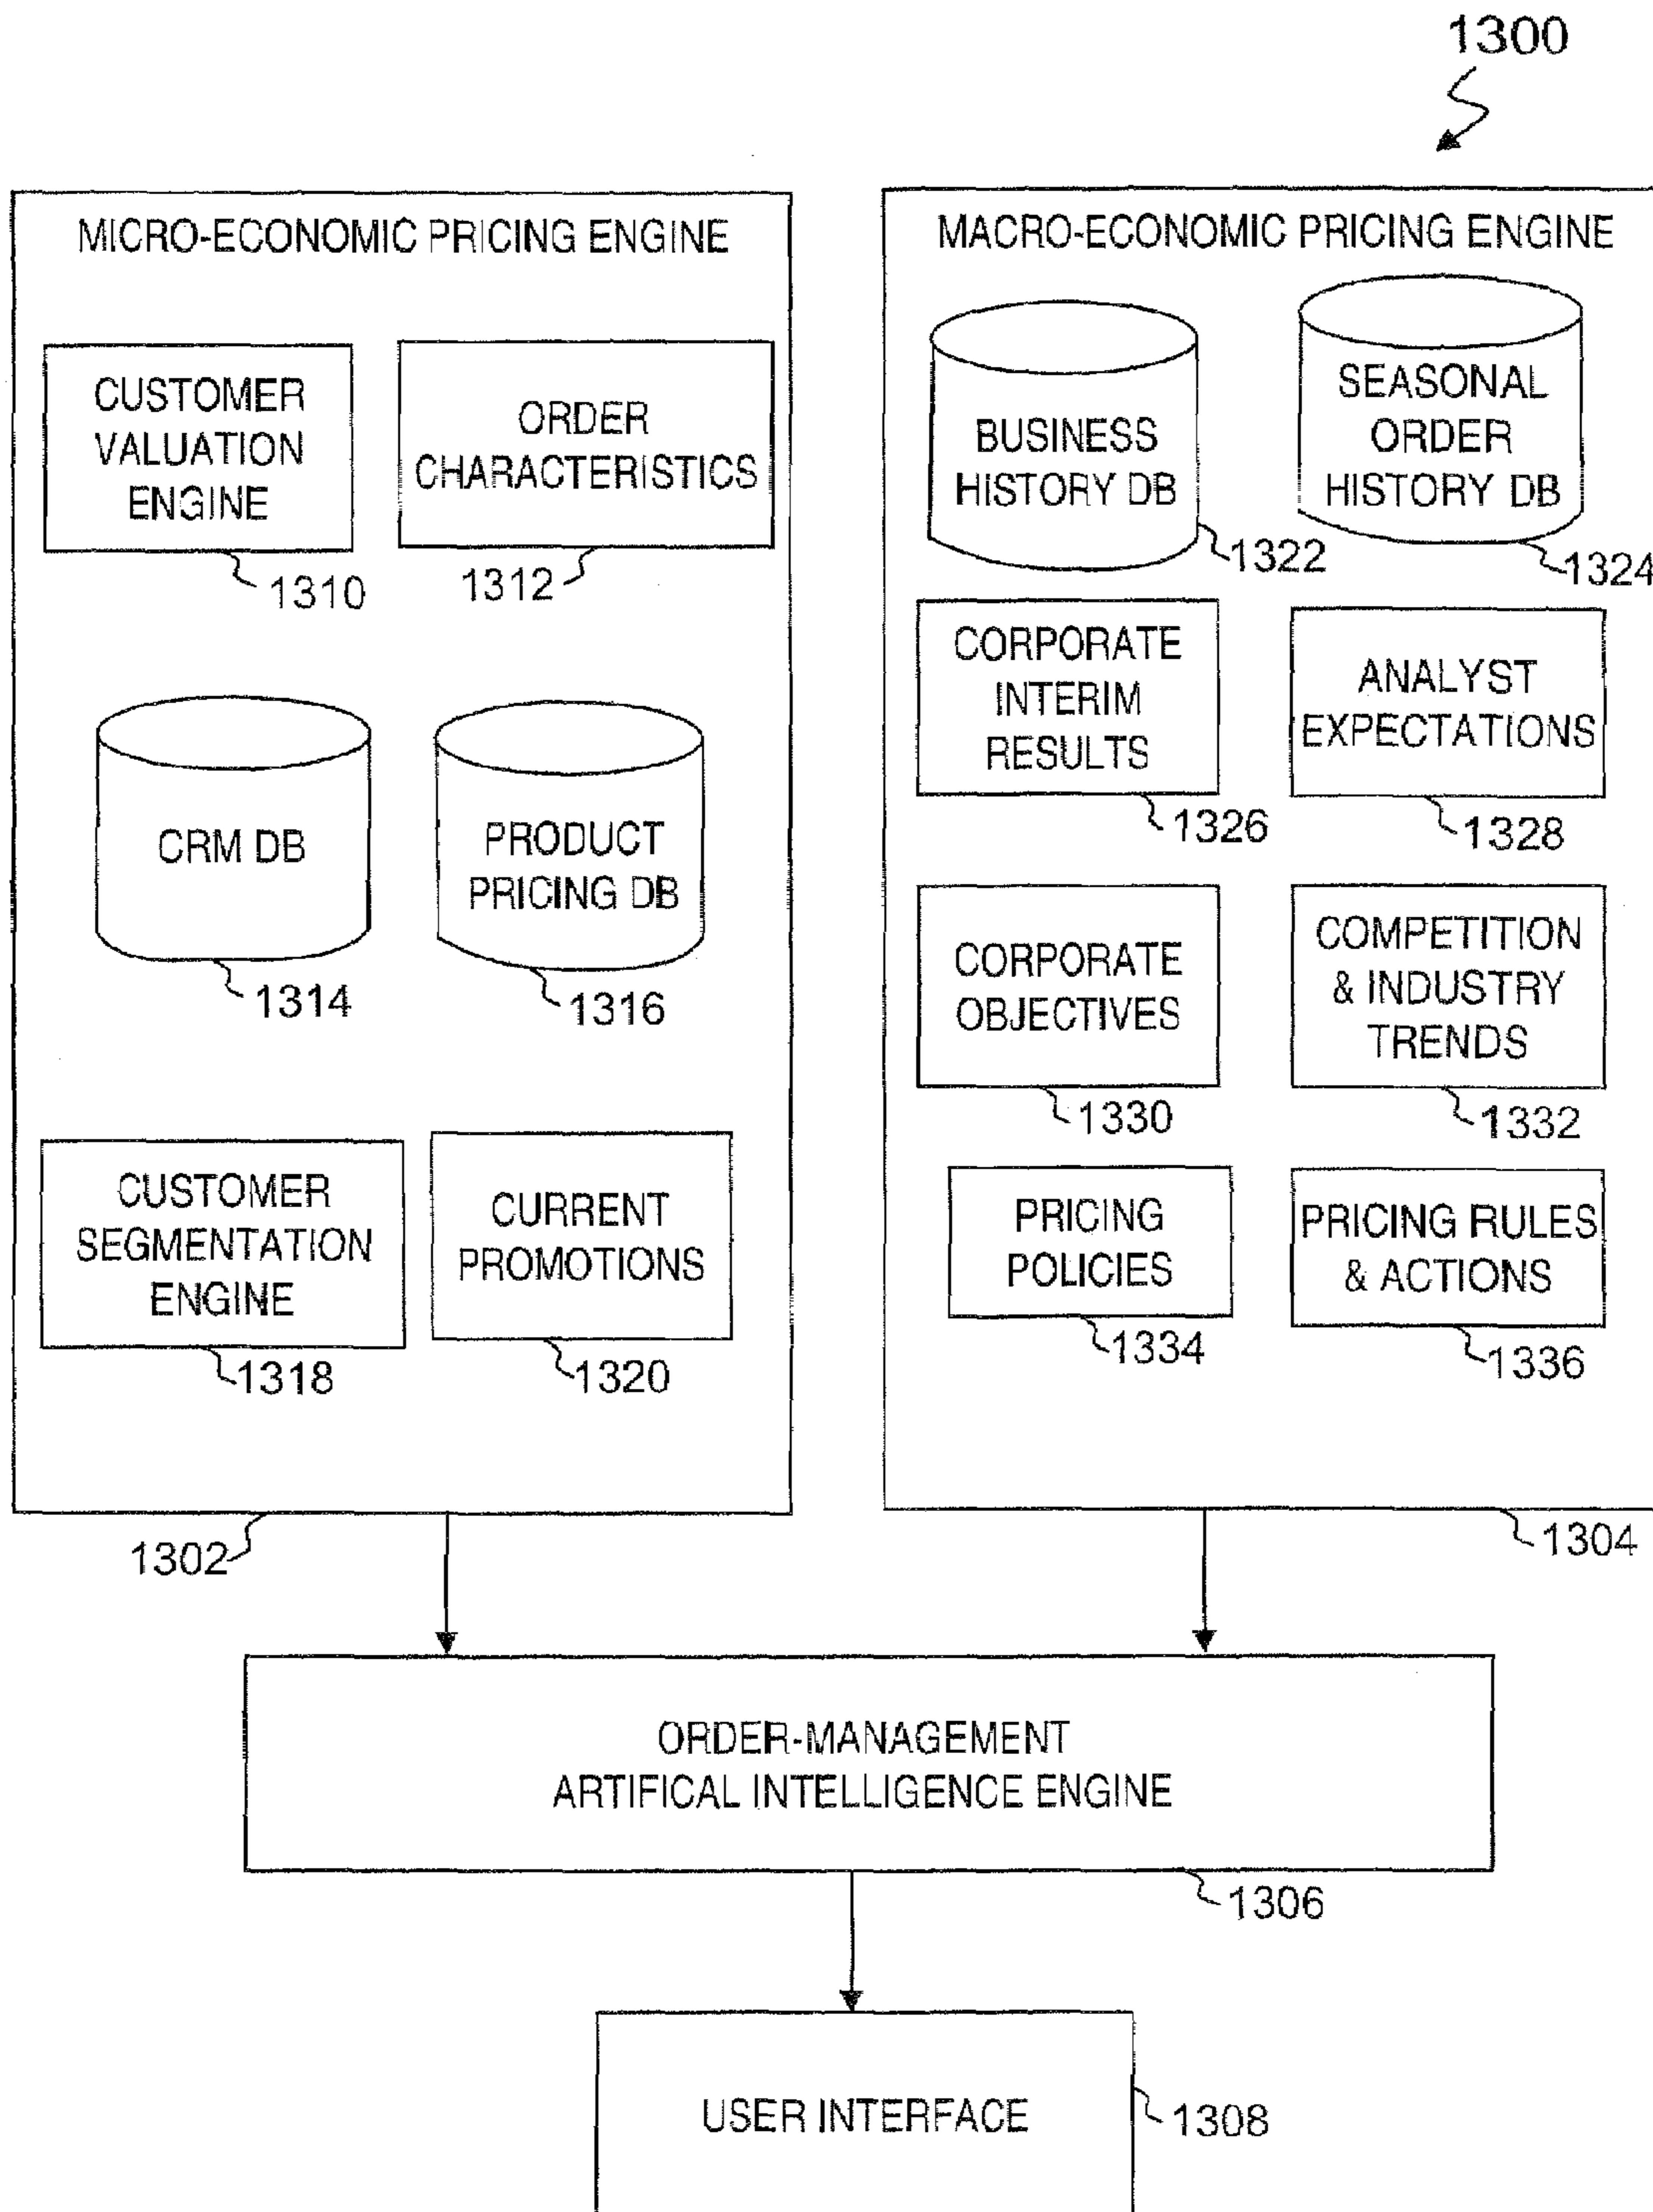 1300
MICRO-ECONOMIC PRICING ENGINE
CUSTOMER
VALUATION
ENGINE
1310
ORDER
CHARACTERISTICS
1312
CRM DB
1314
PRODUCT
PRICING DB
1316
CUSTOMER
SEGMENTATION
ENGINE
1318
CURRENT
PROMOTIONS
1320
1302
MACRO-ECONOMIC PRICING ENGINE
BUSINESS
HISTORY DB
1322
SEASONAL
ORDER
HISTORY DB
1324
CORPORATE
INTERIM
RESULTS
1326
ANALYST
EXPECTATIONS
1328
CORPORATE
OBJECTIVES
1330
COMPETITION
& INDUSTRY
TRENDS
1332
PRICING
POLICIES
1334
PRICING RULES
& ACTIONS
1336
1304
ORDER-MANAGEMENT
ARTIFICAL INTELLIGENCE ENGINE
1306
USER INTERFACE
1308